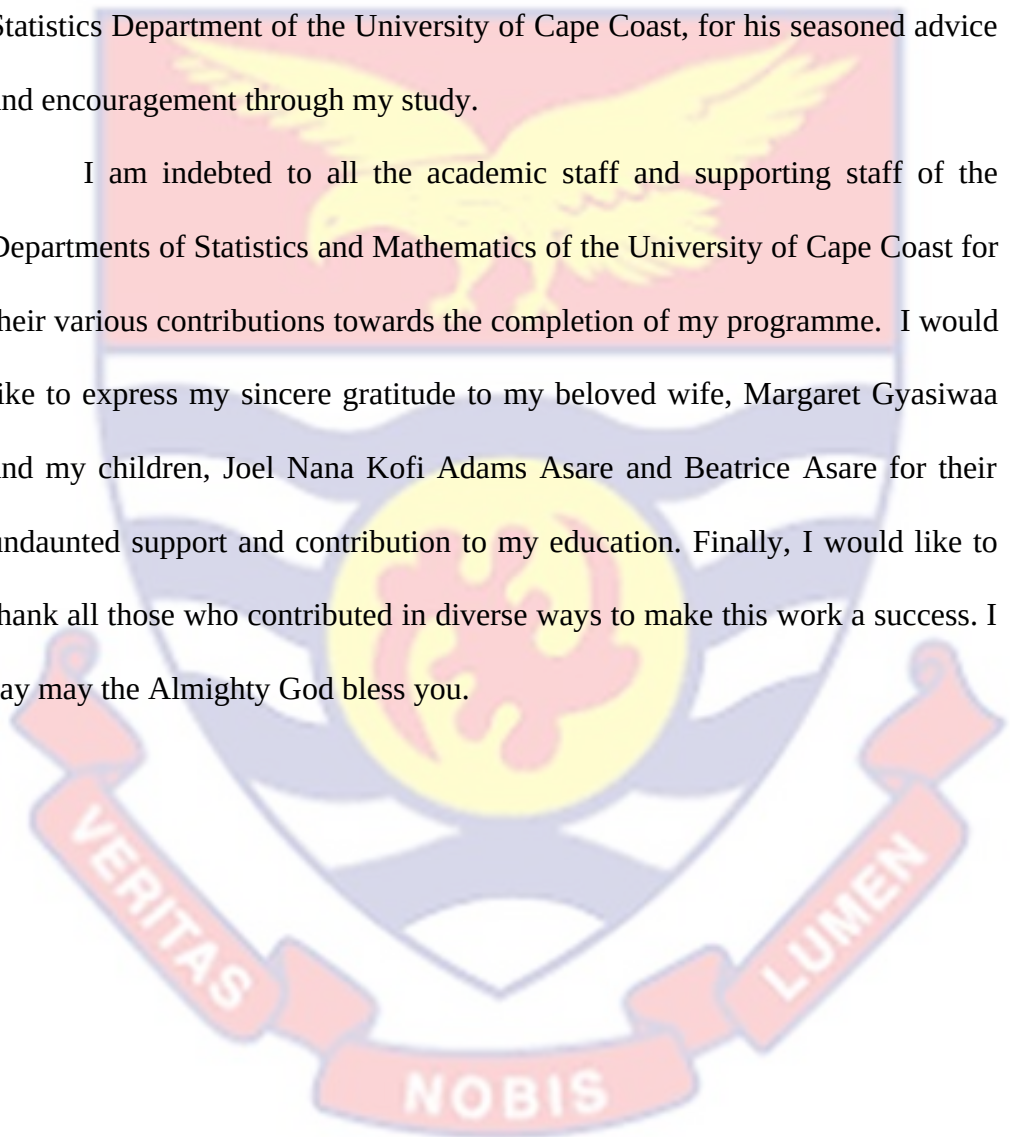 Statistics Department of the University of Cape Coast, for his seasoned advice
and encouragement through my study.
I am indebted to all the academic staff and supporting staff of the
Departments of Statistics and Mathematics of the University of Cape Coast for
their various contributions towards the completion of my programme. I would
like to express my sincere gratitude to my beloved wife, Margaret Gyasiwaa
and my children, Joel Nana Kofi Adams Asare and Beatrice Asare for their
undaunted support and contribution to my education. Finally, I would like to
thank all those who contributed in diverse ways to make this work a success. I
say may the Almighty God bless you.
VERITAS
NOBIS
LUMEN